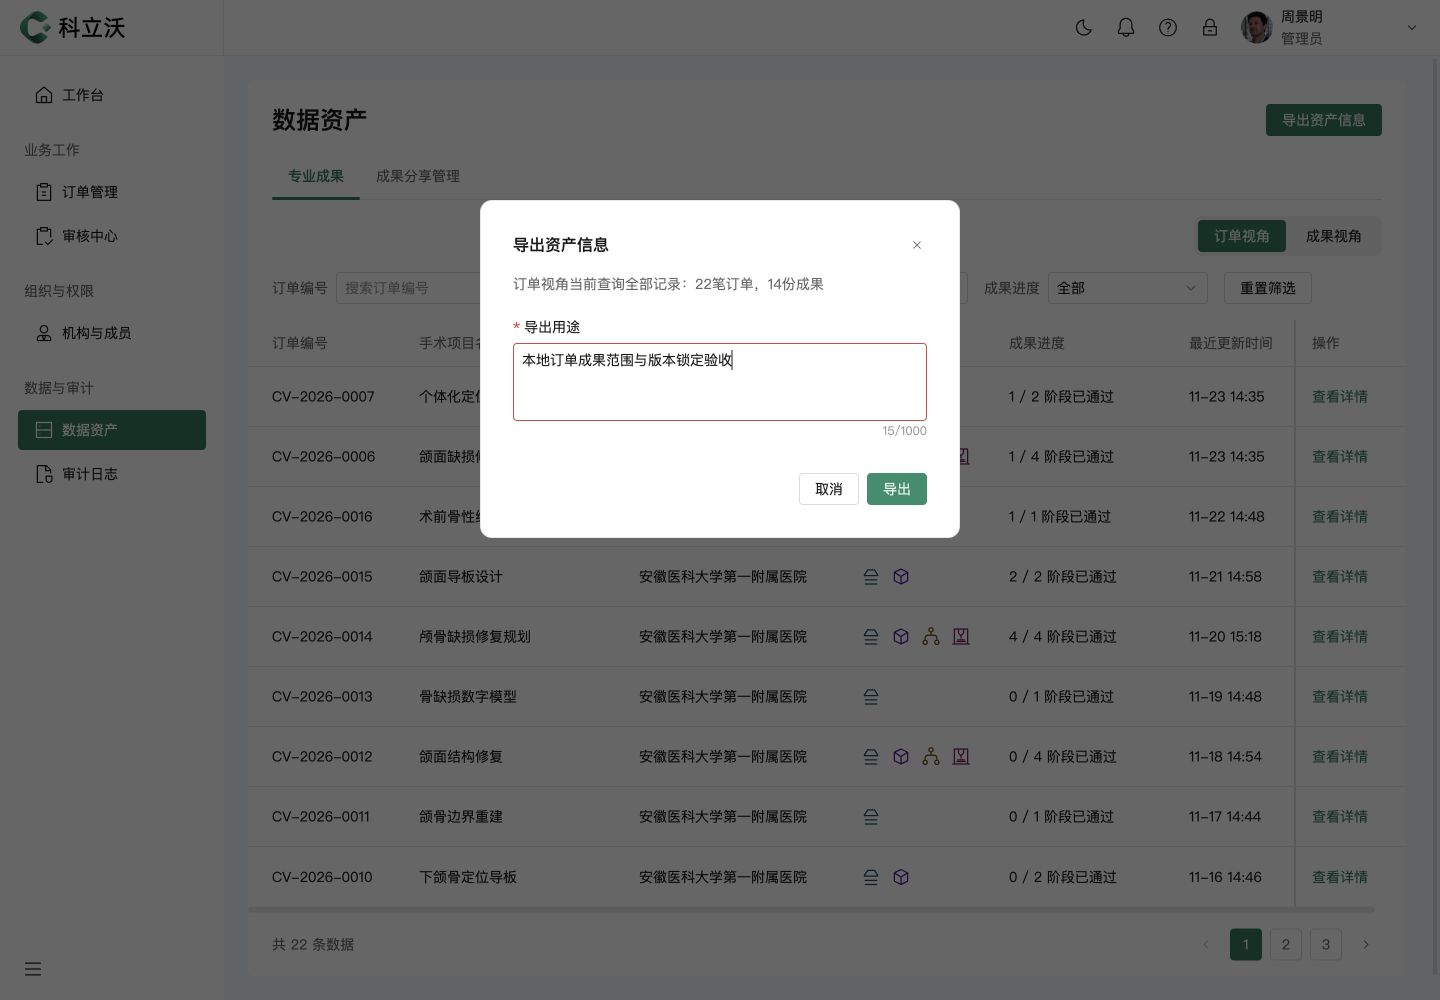 科立沃
周景明
管理员
工作台
业务工作
订单管理
审核中心
组织与权限
机构与成员
数据与审计
数据资产
审计日志
数据资产
导出资产信息
专业成果
成果分享管理
订单视角
成果视角
订单编号
搜索订单编号
成果进度
全部
重置筛选
导出资产信息
订单视角当前查询全部记录：22笔订单，14份成果
* 导出用途
本地订单成果范围与版本锁定验收
15/1000
取消
导出
订单编号 手术项目 成果进度 最近更新时间 操作
CV-2026-0007 个体化定 1 / 2 阶段已通过 11-23 14:35 查看详情
CV-2026-0006 颌面缺损 1 / 4 阶段已通过 11-23 14:35 查看详情
CV-2026-0016 术前骨性 1 / 1 阶段已通过 11-22 14:48 查看详情
CV-2026-0015 颌面导板设计 安徽医科大学第一附属医院 2 / 2 阶段已通过 11-21 14:58 查看详情
CV-2026-0014 颅骨缺损修复规划 安徽医科大学第一附属医院 4 / 4 阶段已通过 11-20 15:18 查看详情
CV-2026-0013 骨缺损数字模型 安徽医科大学第一附属医院 0 / 1 阶段已通过 11-19 14:48 查看详情
CV-2026-0012 颌面结构修复 安徽医科大学第一附属医院 0 / 4 阶段已通过 11-18 14:54 查看详情
CV-2026-0011 颌骨边界重建 安徽医科大学第一附属医院 0 / 1 阶段已通过 11-17 14:44 查看详情
CV-2026-0010 下颌骨定位导板 安徽医科大学第一附属医院 0 / 2 阶段已通过 11-16 14:46 查看详情
共 22 条数据
1 2 3